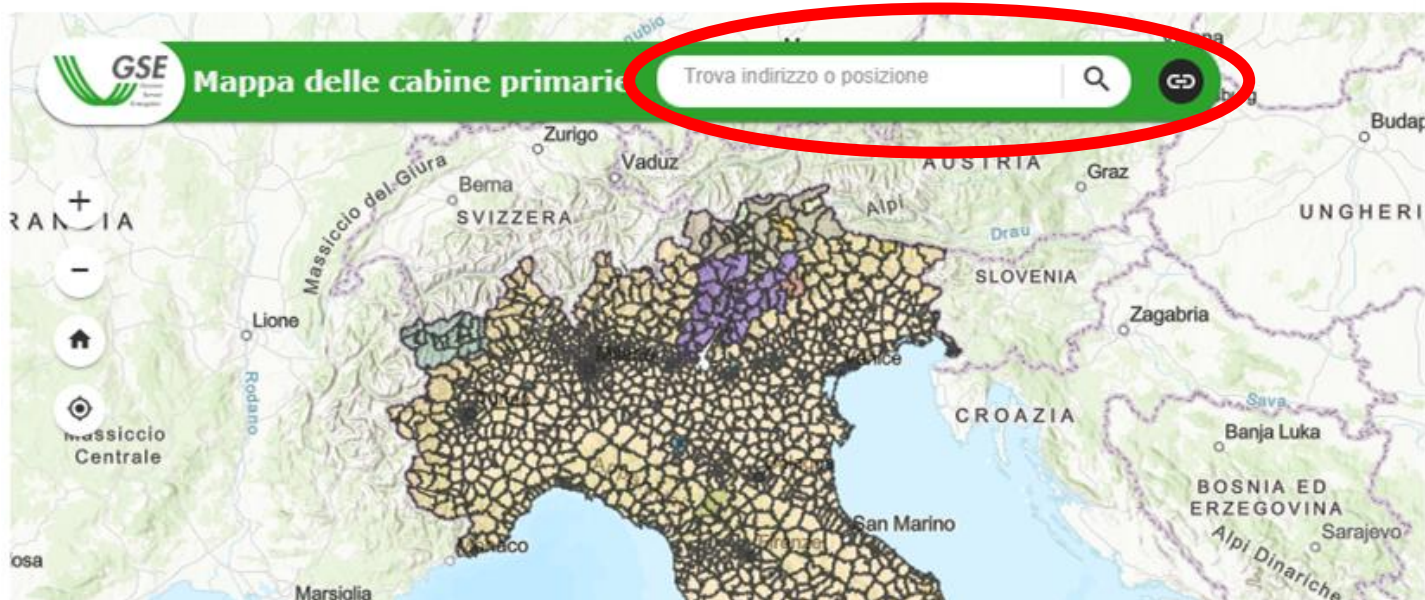 GSE
Mappa delle cabine primarie
Trova indirizzo o posizione
Zurigo
Vaduz
Budap
AUSTRIA
Graz
Massiccio del Giura
Berna
SVIZZERA
Alpi
UNGHERI
Drau
SLOVENIA
Zagabria
Lione
Rodano
Massiccio
Centrale
CROAZIA
Sava
Banja Luka
BOSNIA ED
ERZEGOVINA
San Marino
Sarajevo
Firenze
Alpi Dinariche
osa
Marsiglia